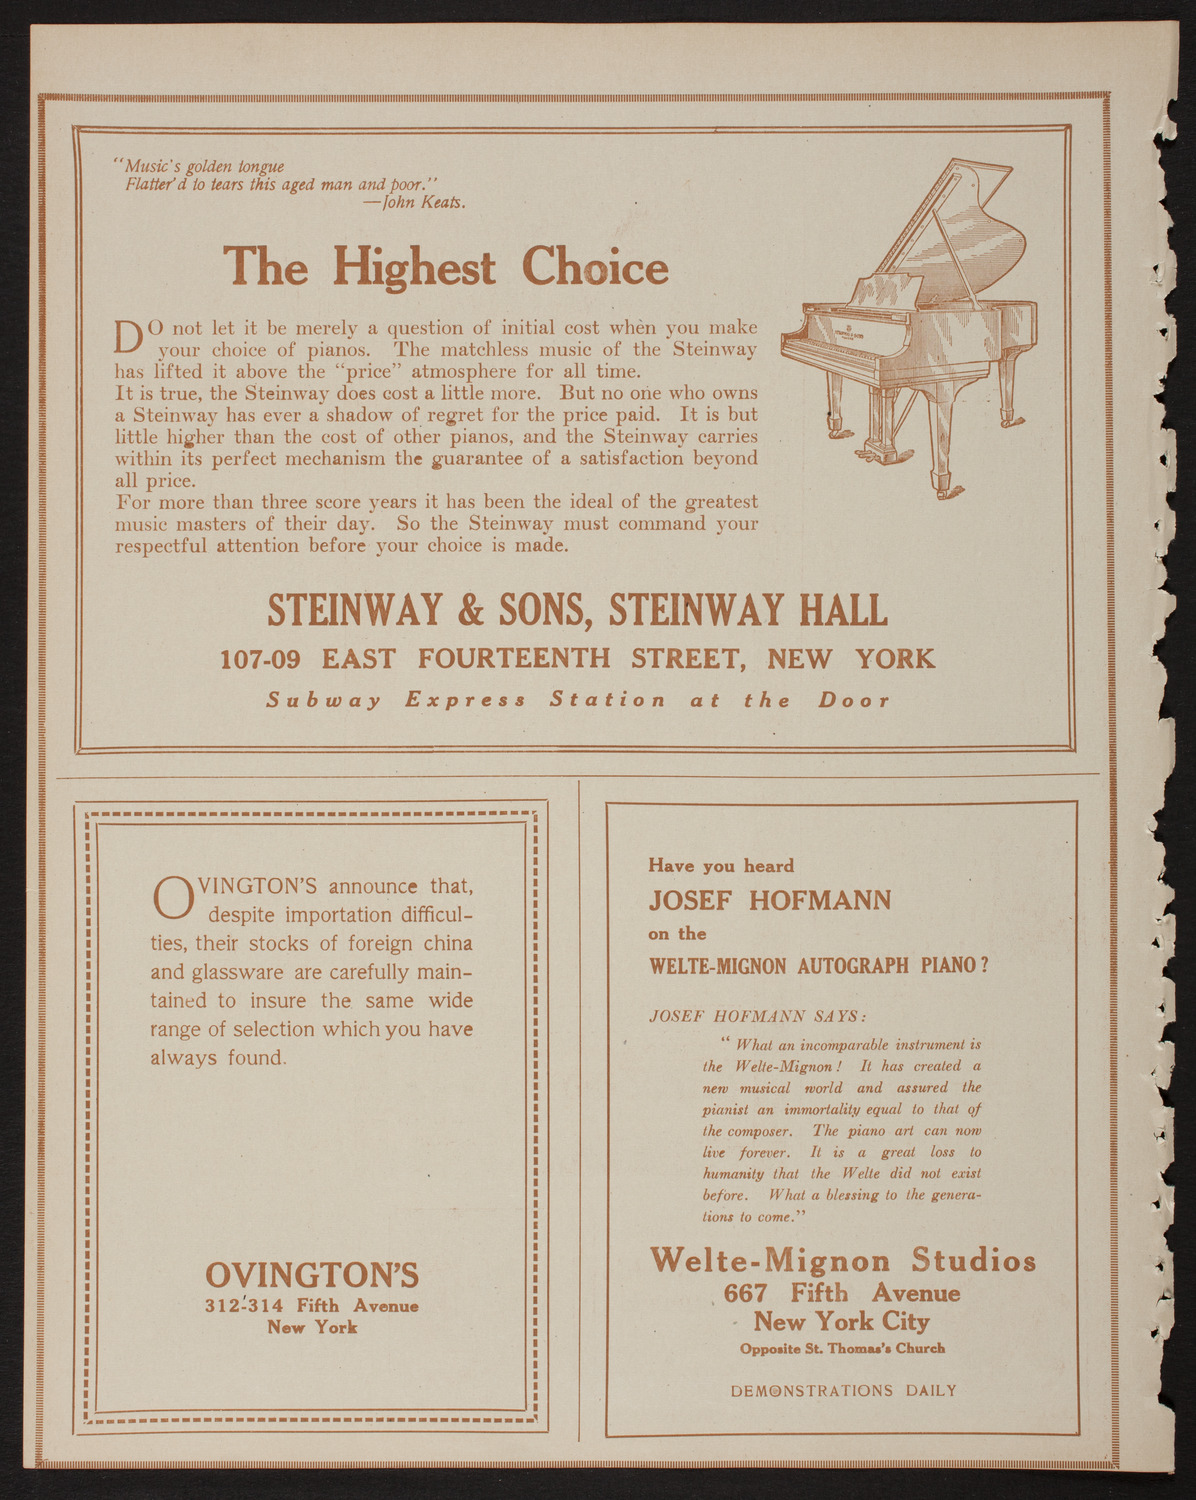 “Music's golden tongue
Flatter'd to tears this aged man and poor.”
—John Keats.
The Highest Choice
DO not let it be merely a question of initial cost when you make
your choice of pianos. The matchless music of the Steinway
has lifted it above the “price” atmosphere for all time.
It is true, the Steinway does cost a little more. But no one who owns
a Steinway has ever a shadow of regret for the price paid. It is but
little higher than the cost of other pianos, and the Steinway carries
within its perfect mechanism the guarantee of a satisfaction beyond
all price.
For more than three score years it has been the ideal of the greatest
music masters of their day. So the Steinway must command your
respectful attention before your choice is made.
STEINWAY & SONS, STEINWAY HALL
107-09 EAST FOURTEENTH STREET, NEW YORK
Subway Express Station at the Door
OVINGTON'S announce that,
despite importation difficul-
ties, their stocks of foreign china
and glassware are carefully main-
tained to insure the same wide
range of selection which you have
always found.
OVINGTON'S
312-314 Fifth Avenue
New York
Have you heard
JOSEF HOFMANN
on the
WELTE-MIGNON AUTOGRAPH PIANO?
JOSEF HOFMANN SAYS:
“What an incomparable instrument is
the Welte-Mignon! It has created a
new musical world and assured the
pianist an immortality equal to that of
the composer. The piano art can now
live forever. It is a great loss to
humanity that the Welte did not exist
before. What a blessing to the genera-
tions to come.”
Welte-Mignon Studios
667 Fifth Avenue
New York City
Opposite St. Thomas's Church
DEMONSTRATIONS DAILY